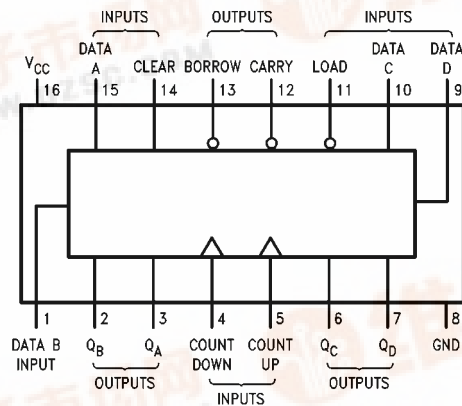 INPUTS OUTPUTS INPUTS
DATA DATA DATA
VCC A CLEAR BORROW CARRY LOAD C D
16 15 14 13 12 11 10 9
1 2 3 4 5 6 7 8
DATA B QB QA COUNT COUNT QC QD GND
INPUT DOWN UP
OUTPUTS OUTPUTS
INPUTS